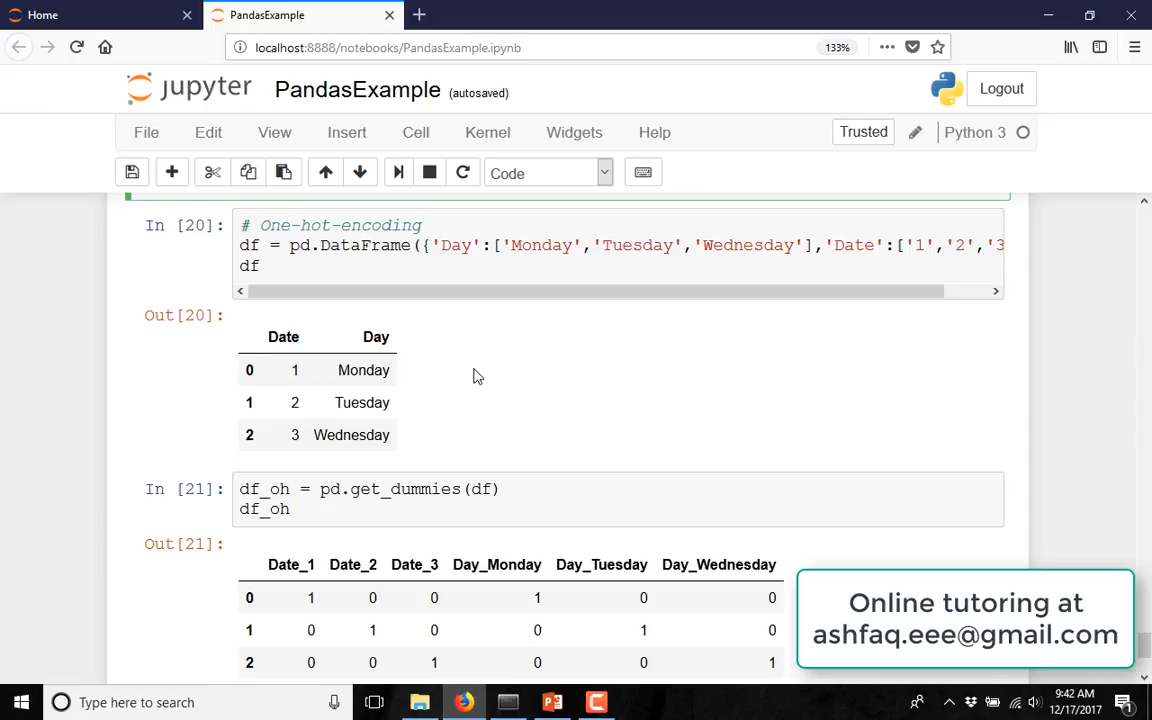 Home
PandasExample
localhost:8888/notebooks/PandasExample.ipynb
133%
jupyter PandasExample (autosaved)
Logout
File Edit View Insert Cell Kernel Widgets Help
Trusted
Python 3
Code
In [20]:
# One-hot-encoding
df = pd.DataFrame({'Day':['Monday','Tuesday','Wednesday'],'Date':['1','2','3
df
Out[20]:
Date Day
0 1 Monday
1 2 Tuesday
2 3 Wednesday
In [21]:
df_oh = pd.get_dummies(df)
df_oh
Out[21]:
Date_1 Date_2 Date_3 Day_Monday Day_Tuesday Day_Wednesday
0 1 0 0 1 0 0
1 0 1 0 0 1 0
2 0 0 1 0 0 1
Online tutoring at
ashfaq.eee@gmail.com
Type here to search
9:42 AM
12/17/2017
1